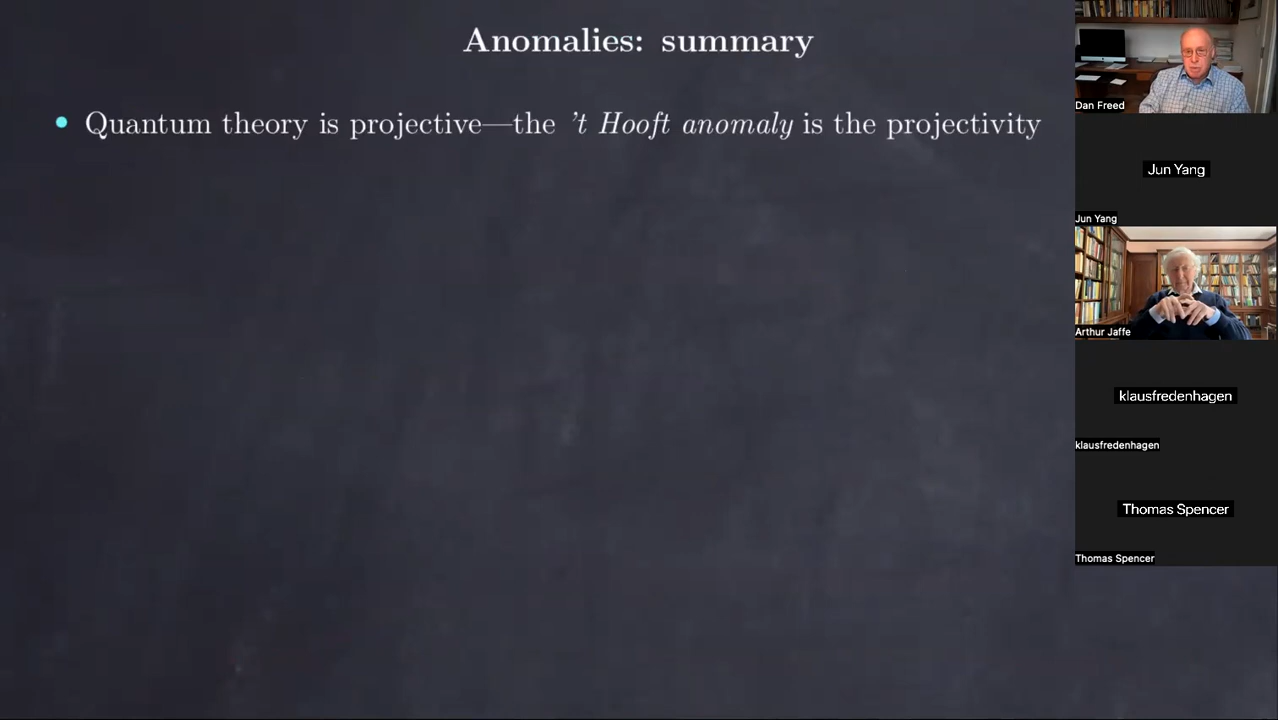 Anomalies: summary
• Quantum theory is projective—the 't Hooft anomaly is the projectivity
Dan Freed
Jun Yang
Jun Yang
Arthur Jaffe
klausfredenhagen
klausfredenhagen
Thomas Spencer
Thomas Spencer